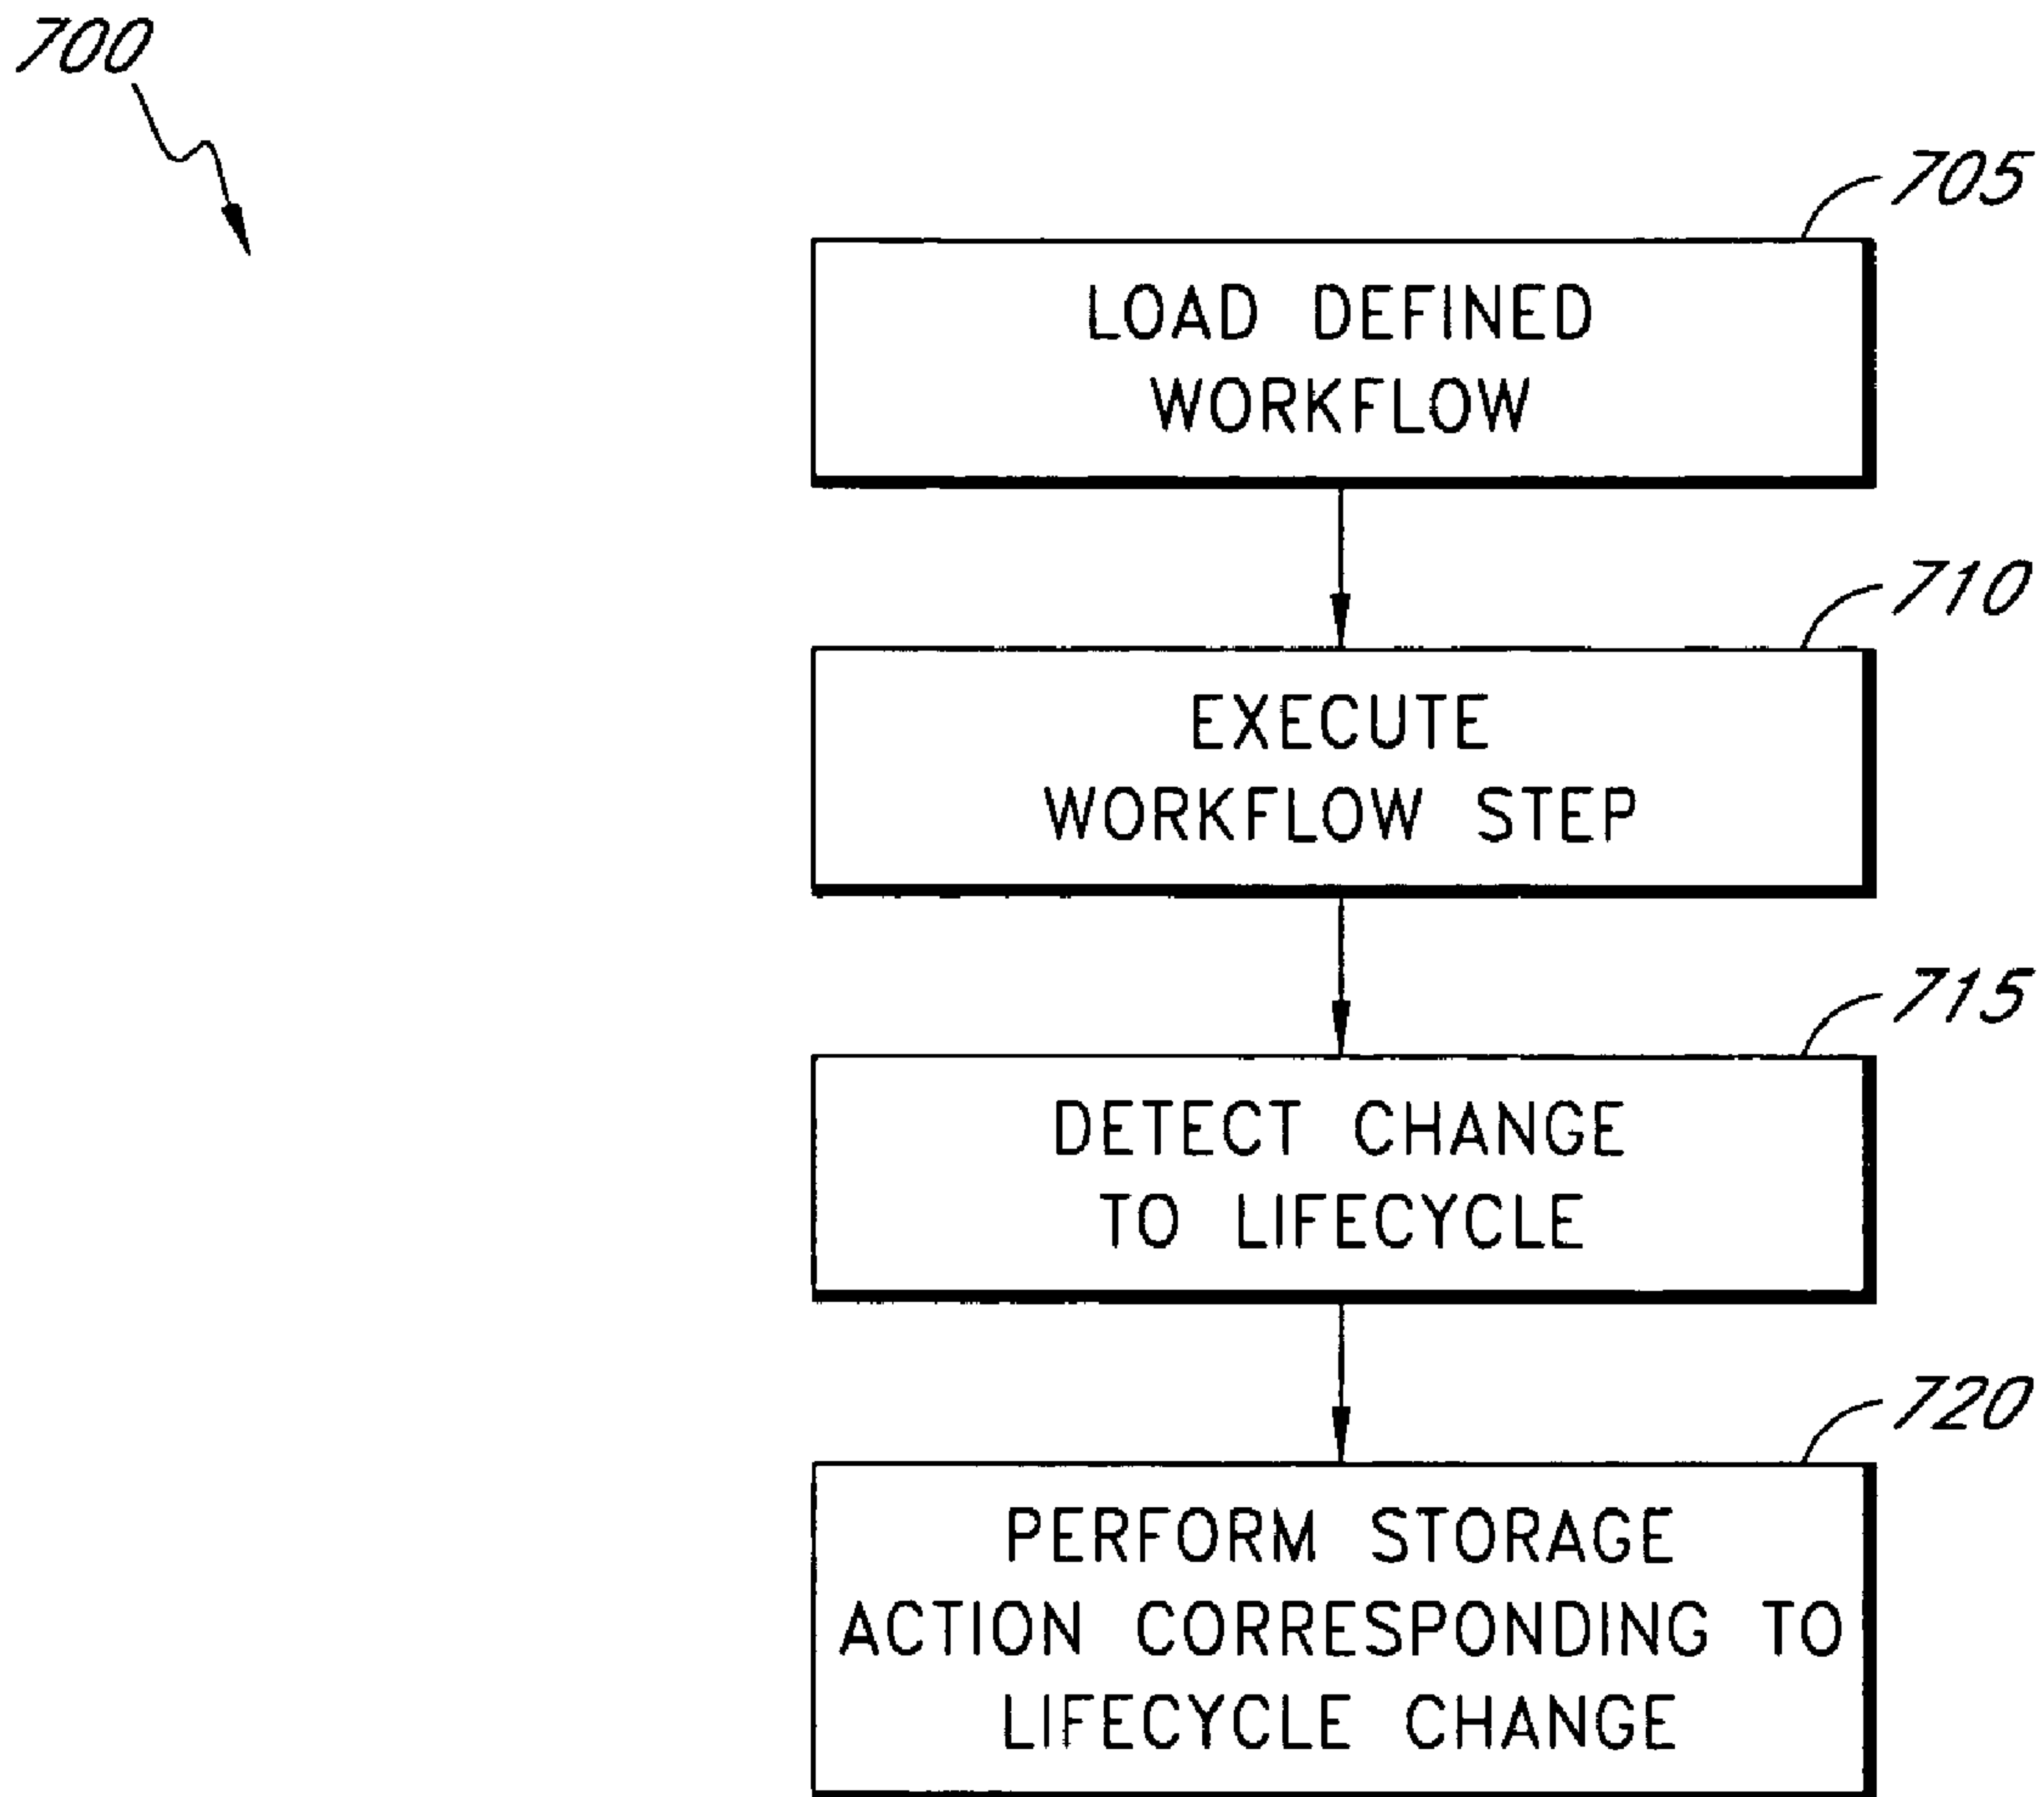 700
705
LOAD DEFINED
WORKFLOW
710
EXECUTE
WORKFLOW STEP
715
DETECT CHANGE
TO LIFECYCLE
720
PERFORM STORAGE
ACTION CORRESPONDING TO
LIFECYCLE CHANGE